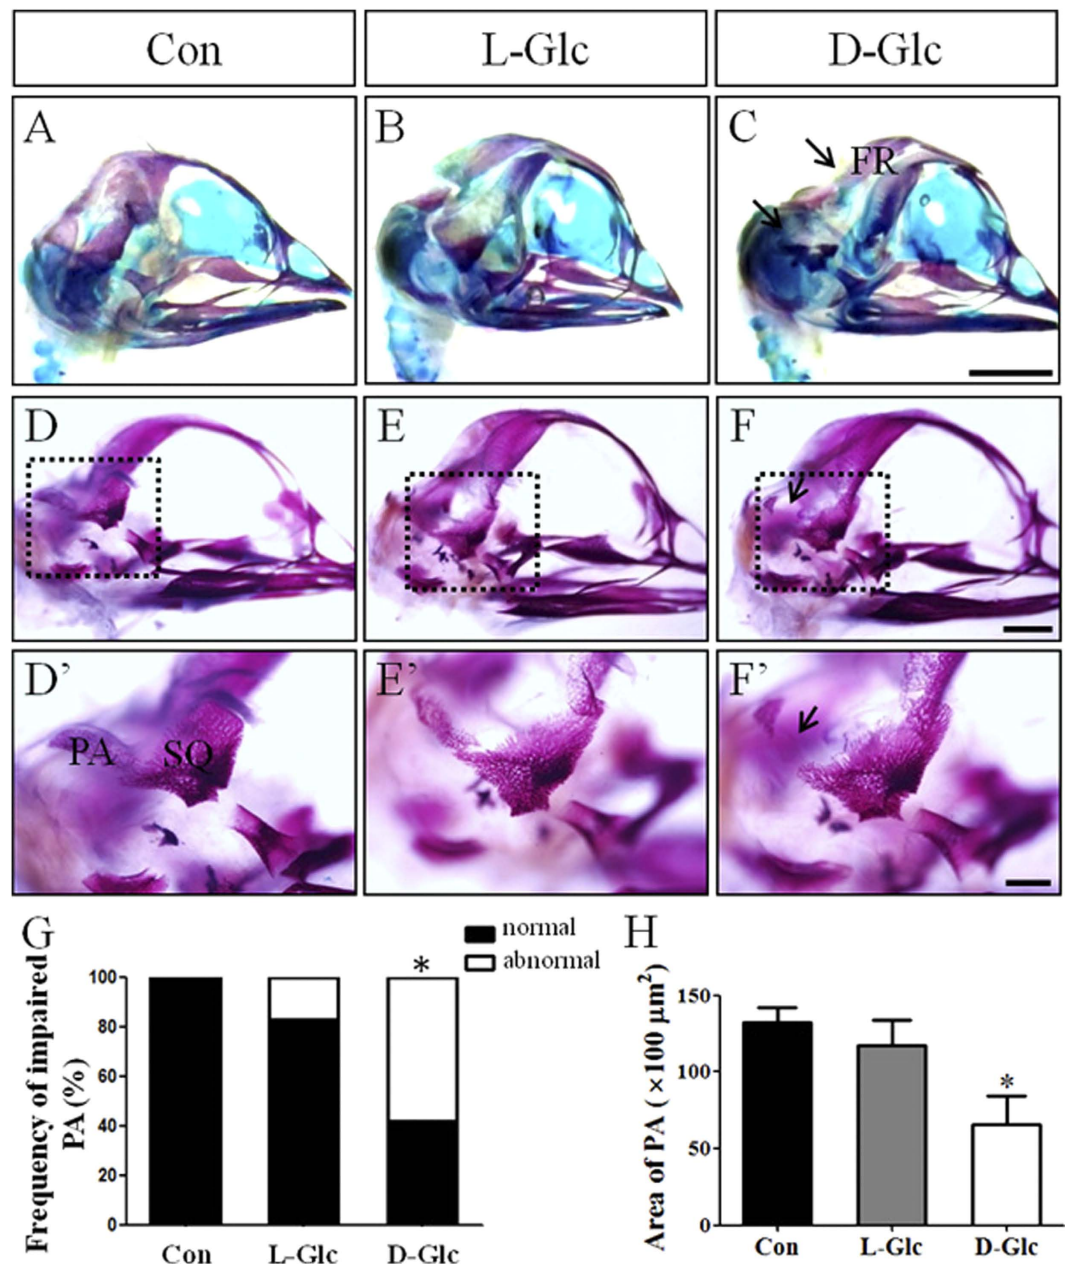 Con
L-Glc
D-Glc
A
B
C
FR
D
E
F
D’
PA
SQ
E’
F’
G
normal
abnormal
*
Frequency of impaired
PA (%)
100
80
60
40
20
0
Con
L-Glc
D-Glc
H
Area of PA ( ×100 μm²)
150
100
50
0
*
Con
L-Glc
D-Glc